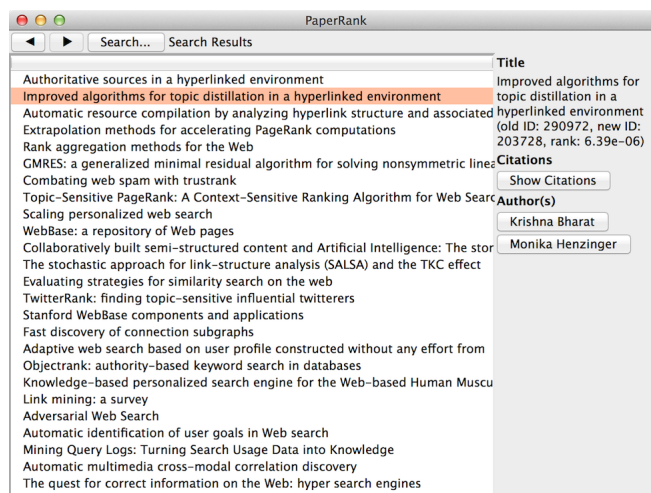 PaperRank
Search... Search Results
Authoritative sources in a hyperlinked environment
Improved algorithms for topic distillation in a hyperlinked environment
Automatic resource compilation by analyzing hyperlink structure and associated
Extrapolation methods for accelerating PageRank computations
Rank aggregation methods for the Web
GMRES: a generalized minimal residual algorithm for solving nonsymmetric linea
Combating web spam with trustrank
Topic-Sensitive PageRank: A Context-Sensitive Ranking Algorithm for Web Searc
Scaling personalized web search
WebBase: a repository of Web pages
Collaboratively built semi-structured content and Artificial Intelligence: The stor
The stochastic approach for link-structure analysis (SALSA) and the TKC effect
Evaluating strategies for similarity search on the web
TwitterRank: finding topic-sensitive influential twitterers
Stanford WebBase components and applications
Fast discovery of connection subgraphs
Adaptive web search based on user profile constructed without any effort from
Objectrank: authority-based keyword search in databases
Knowledge-based personalized search engine for the Web-based Human Muscu
Link mining: a survey
Adversarial Web Search
Automatic identification of user goals in Web search
Mining Query Logs: Turning Search Usage Data into Knowledge
Automatic multimedia cross-modal correlation discovery
The quest for correct information on the Web: hyper search engines
Title
Improved algorithms for
topic distillation in a
hyperlinked environment
(old ID: 290972, new ID:
203728, rank: 6.39e-06)
Citations
Show Citations
Author(s)
Krishna Bharat
Monika Henzinger